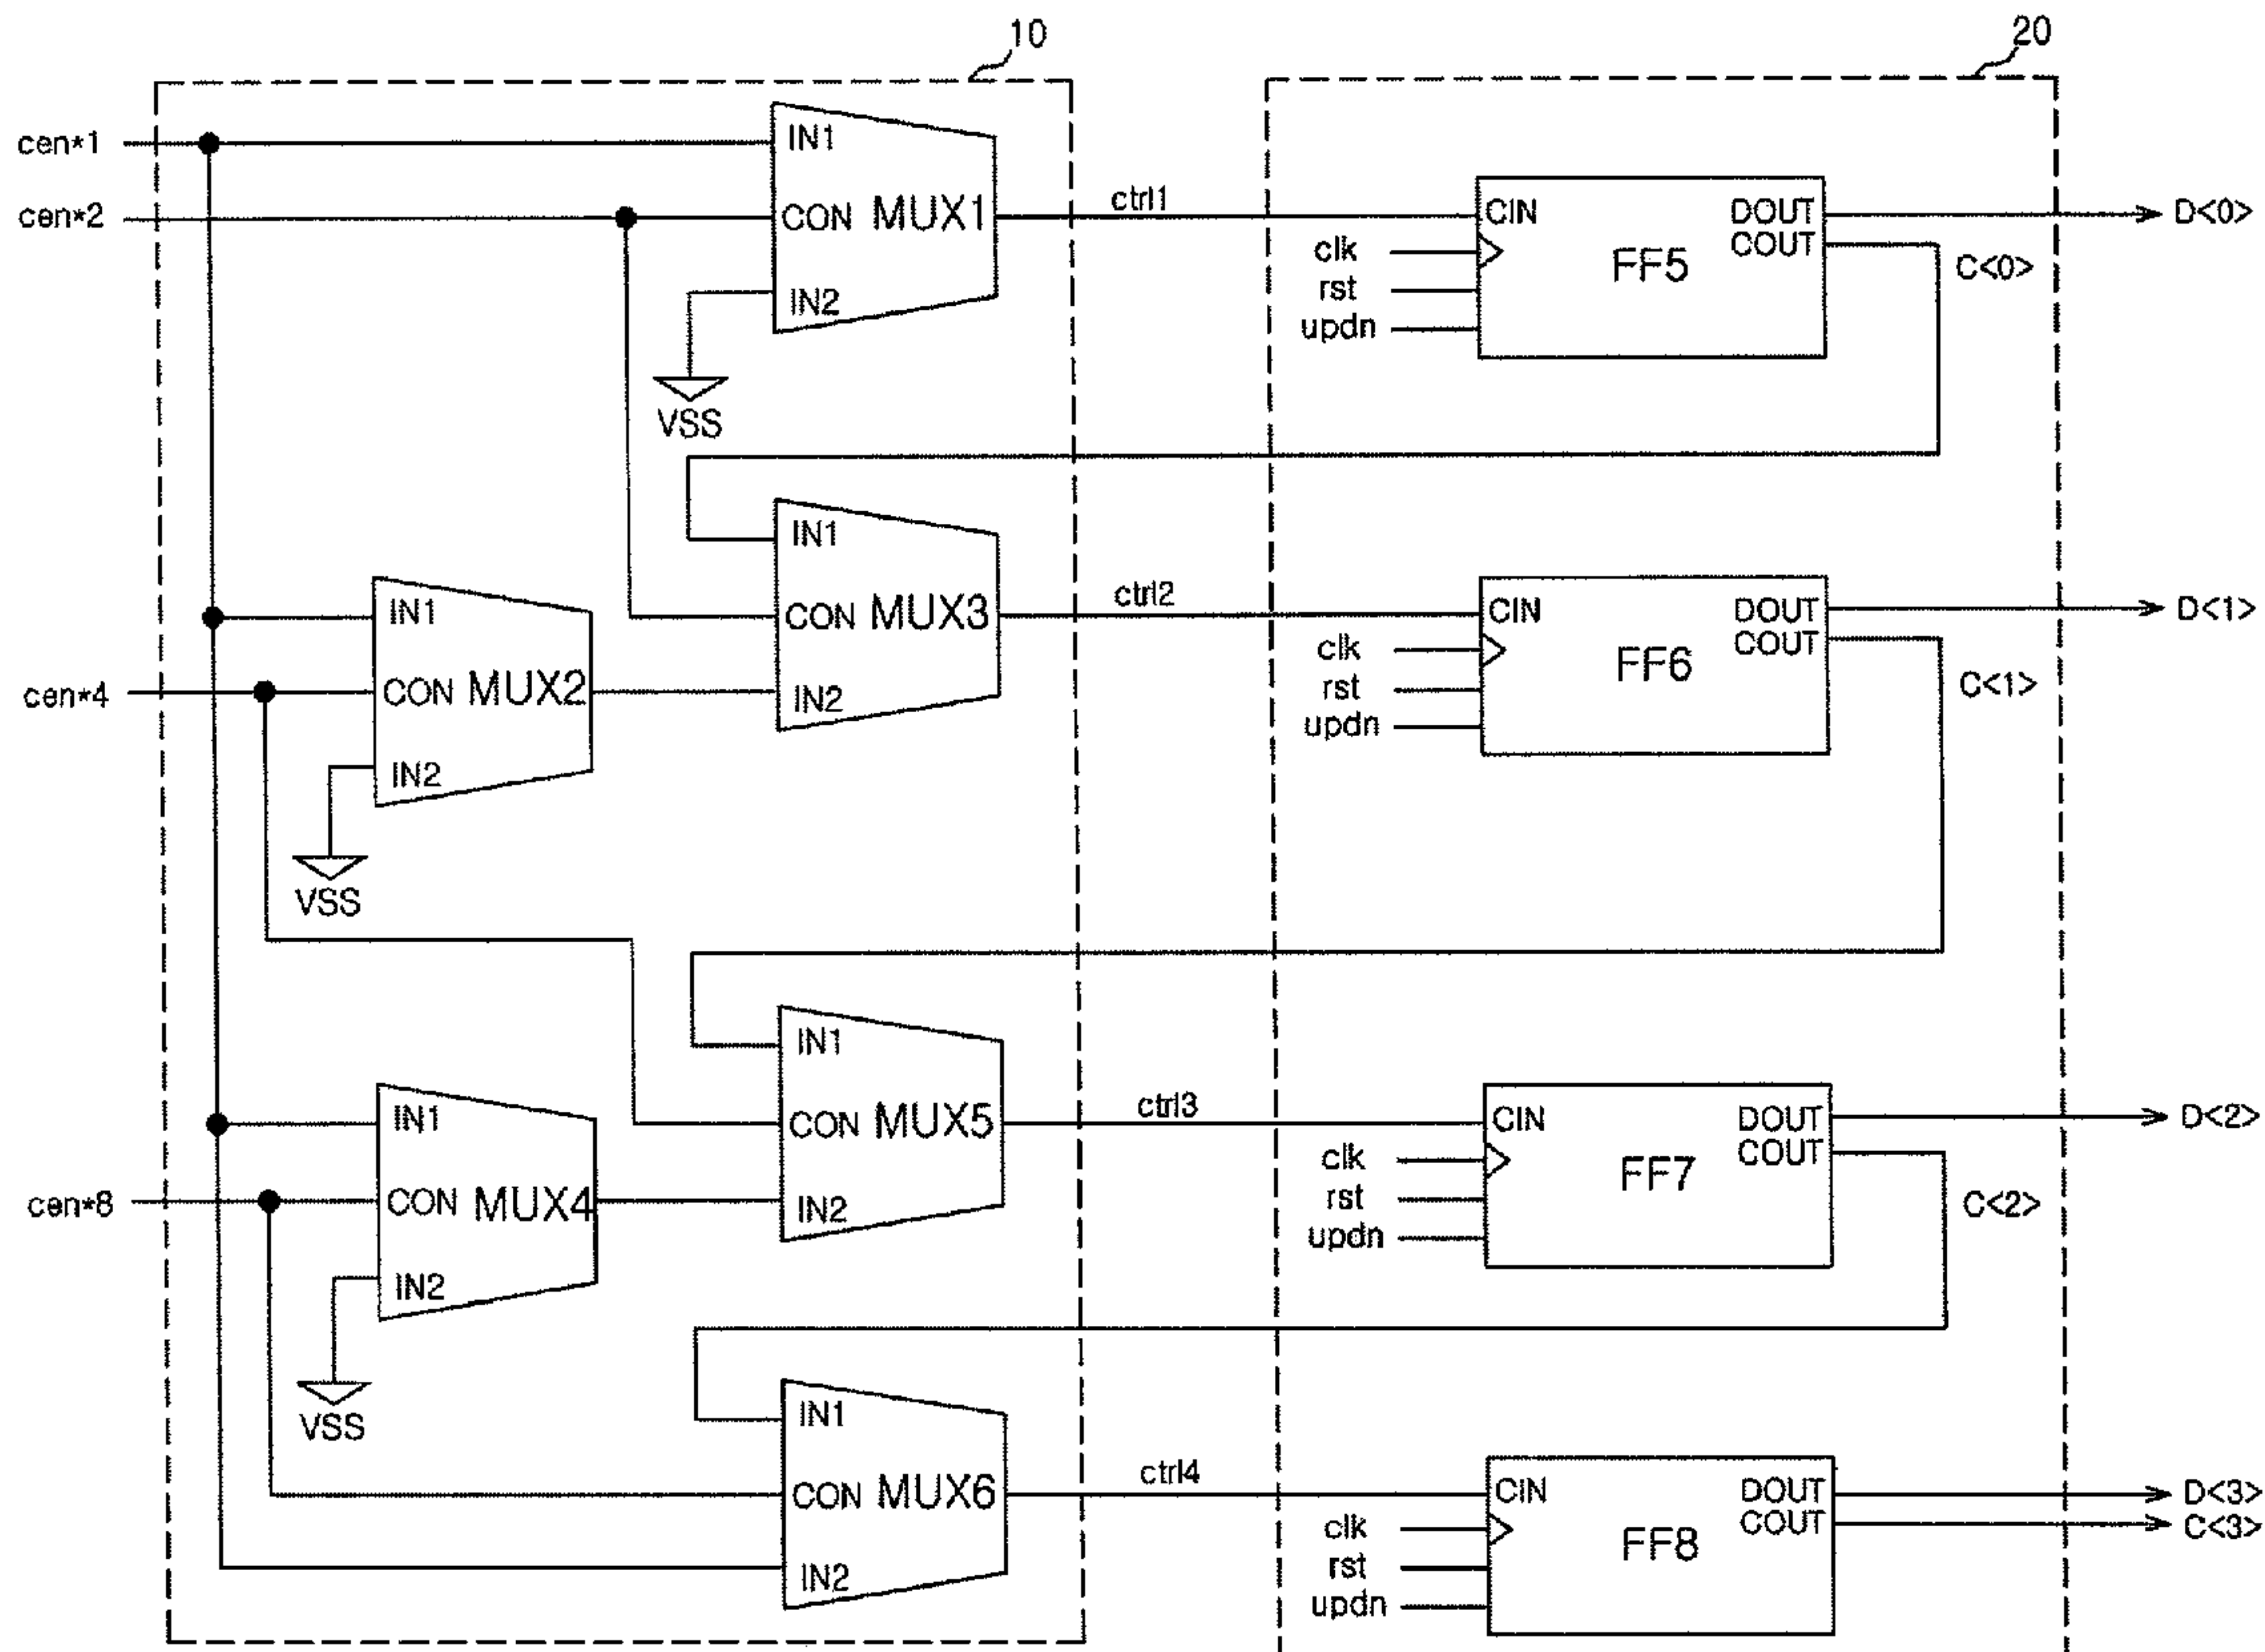 10
20
cen*1
IN1
cen*2
CON MUX1
ctrl1
CIN
DOUT
D<0>
COUT
clk
FF5
C<0>
rst
IN2
updn
VSS
IN1
IN1
CON MUX3
ctrl2
CIN
DOUT
D<1>
COUT
clk
FF6
C<1>
cen*4
CON MUX2
IN2
rst
updn
IN2
VSS
IN1
IN1
CON MUX5
ctrl3
CIN
DOUT
D<2>
COUT
clk
FF7
cen*8
CON MUX4
IN2
rst
C<2>
updn
IN2
VSS
IN1
CON MUX6
ctrl4
CIN
DOUT
D<3>
COUT
C<3>
clk
FF8
rst
IN2
updn